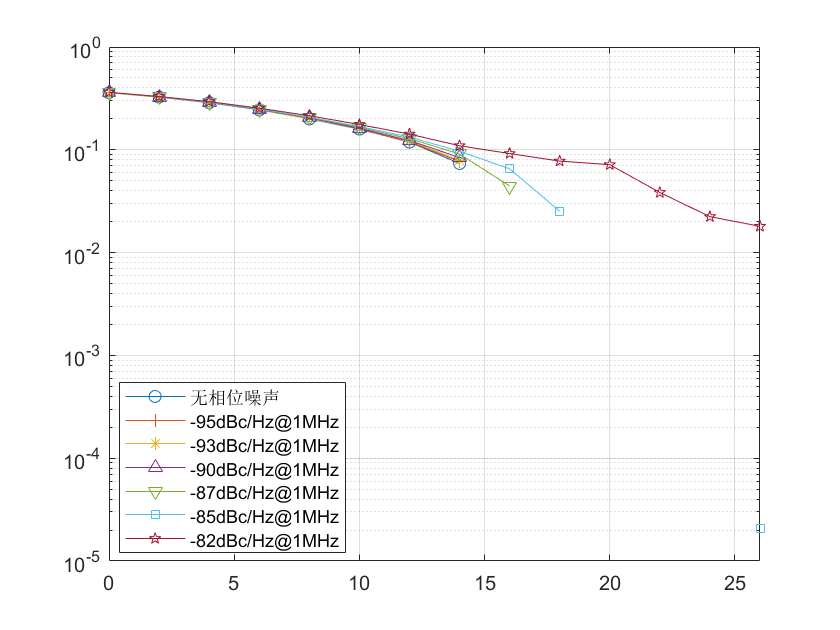 10^0
10^-1
10^-2
10^-3
10^-4
10^-5
无相位噪声
-95dBc/Hz@1MHz
-93dBc/Hz@1MHz
-90dBc/Hz@1MHz
-87dBc/Hz@1MHz
-85dBc/Hz@1MHz
-82dBc/Hz@1MHz
0 5 10 15 20 25